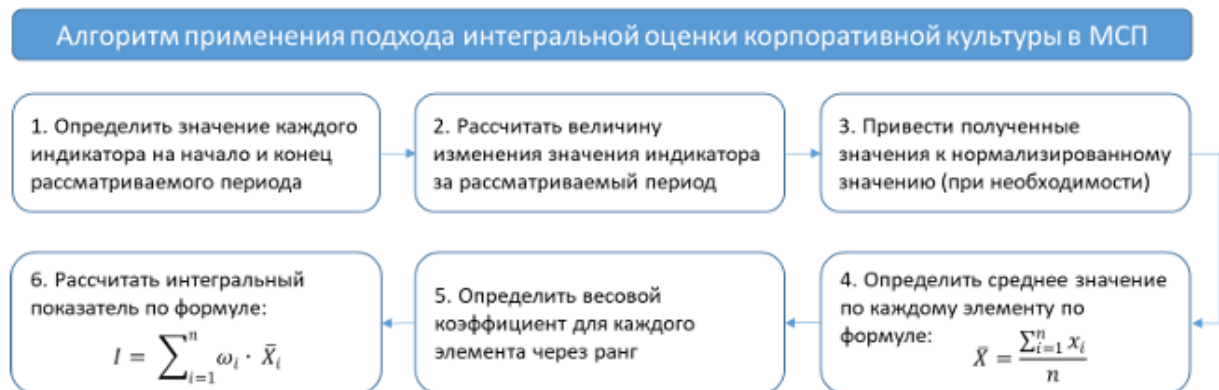 Алгоритм применения подхода интегральной оценки корпоративной культуры в МСП
1. Определить значение каждого
индикатора на начало и конец
рассматриваемого периода
2. Рассчитать величину
изменения значения индикатора
за рассматриваемый период
3. Привести полученные
значения к нормализированному
значению (при необходимости)
4. Определить среднее значение
по каждому элементу по
формуле:
X̄ = ∑ⁿᵢ₌₁ xᵢ / n
5. Определить весовой
коэффициент для каждого
элемента через ранг
6. Рассчитать интегральный
показатель по формуле:
I = ∑ⁿᵢ₌₁ ωᵢ · X̄ᵢ